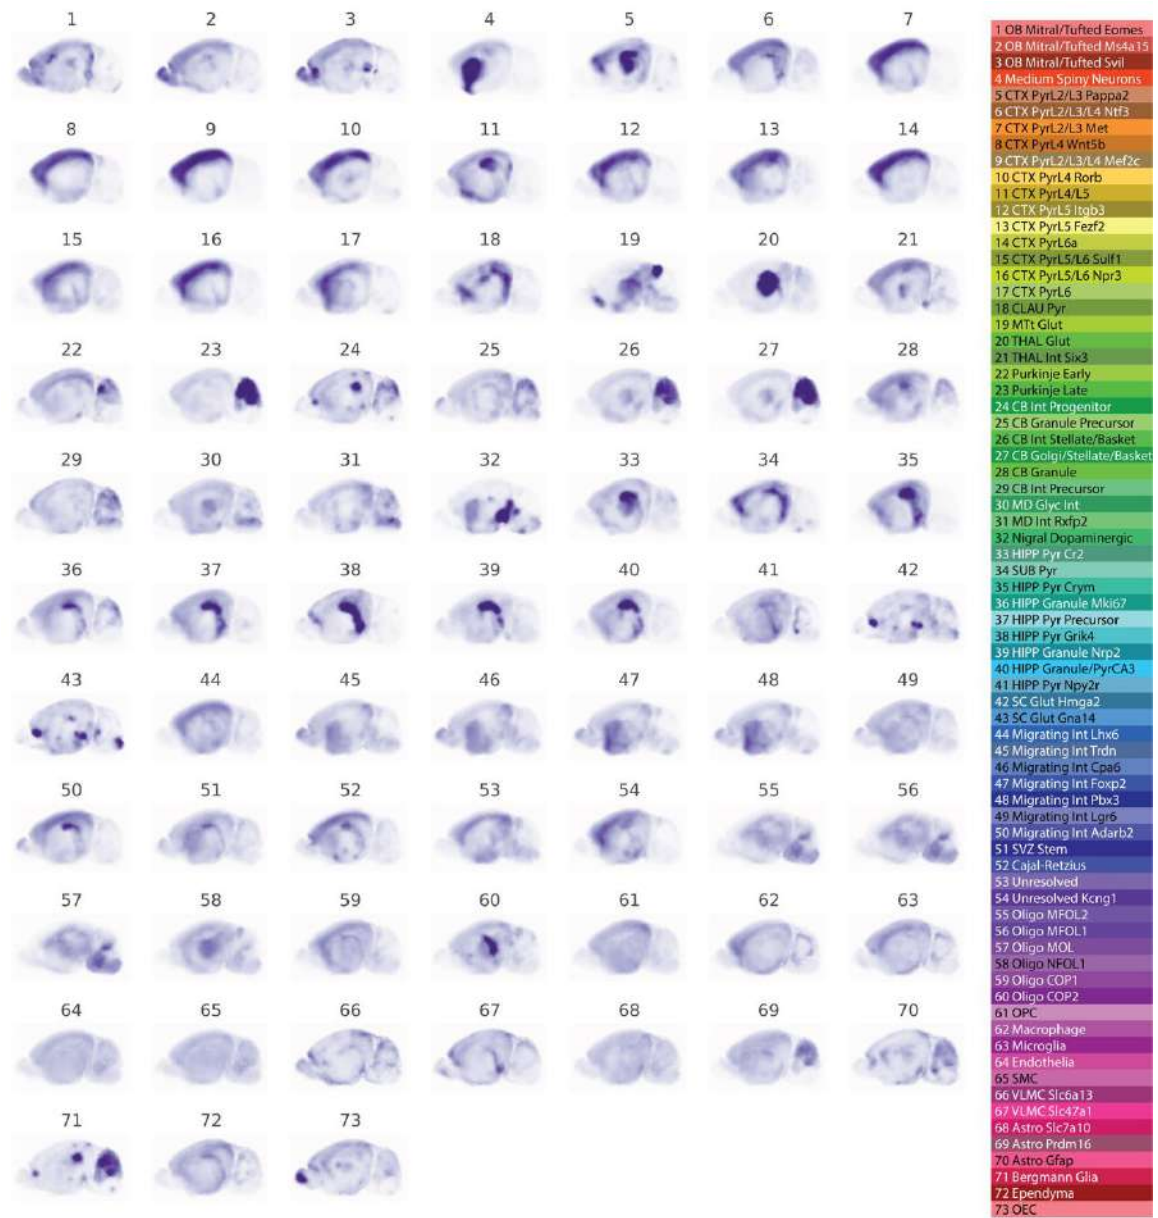 1 2 3 4 5 6 7
8 9 10 11 12 13 14
15 16 17 18 19 20 21
22 23 24 25 26 27 28
29 30 31 32 33 34 35
36 37 38 39 40 41 42
43 44 45 46 47 48 49
50 51 52 53 54 55 56
57 58 59 60 61 62 63
64 65 66 67 68 69 70
71 72 73
1 OB Mitral/Tufted Eomes
2 OB Mitral/Tufted Ms4a15
3 OB Mitral/Tufted Svil
4 Medium Spiny Neurons
5 CTX PyrL2/L3 Pappa2
6 CTX PyrL2/L3/L4 Ntf3
7 CTX PyrL2/L3 Met
8 CTX PyrL4 Wnt5b
9 CTX PyrL2/L3/L4 Mef2c
10 CTX PyrL4 Rorb
11 CTX PyrL4/L5
12 CTX PyrL5 Itgb3
13 CTX PyrL5 Fezf2
14 CTX PyrL6a
15 CTX PyrL5/L6 Sulf1
16 CTX PyrL5/L6 Npr3
17 CTX PyrL6
18 CLAU Pyr
19 MTt Glut
20 THAL Glut
21 THAL Int Six3
22 Purkinje Early
23 Purkinje Late
24 CB Int Progenitor
25 CB Granule Precursor
26 CB Int Stellate/Basket
27 CB Golgi/Stellate/Basket
28 CB Granule
29 CB Int Precursor
30 MD Glyc Int
31 MD Int Rxfp2
32 Nigral Dopaminergic
33 HIPP Pyr Cr2
34 SUB Pyr
35 HIPP Pyr Crym
36 HIPP Granule Mki67
37 HIPP Pyr Precursor
38 HIPP Pyr Grik4
39 HIPP Granule Nrp2
40 HIPP Granule/PyrCA3
41 HIPP Pyr Npy2r
42 SC Glut Hmga2
43 SC Glut Gna14
44 Migrating Int Lhx6
45 Migrating Int Trdn
46 Migrating Int Cpa6
47 Migrating Int Foxp2
48 Migrating Int Pbx3
49 Migrating Int Lgr6
50 Migrating Int Adarb2
51 SVZ Stem
52 Cajal-Retzius
53 Unresolved
54 Unresolved Kcng1
55 Oligo MFOL2
56 Oligo MFOL1
57 Oligo MOL
58 Oligo NFOL1
59 Oligo COP1
60 Oligo COP2
61 OPC
62 Macrophage
63 Microglia
64 Endothelia
65 SMC
66 VLMC Slc6a13
67 VLMC Slc47a1
68 Astro Slc7a10
69 Astro Prdm16
70 Astro Gfap
71 Bergmann Glia
72 Ependyma
73 OEC